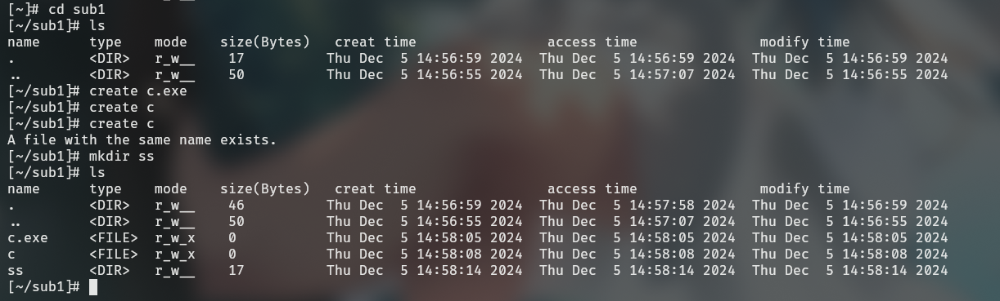 [~]# cd sub1
[~/sub1]# ls
name      type    mode    size(Bytes)   creat time                access time               modify time
.         <DIR>   r_w__    17          Thu Dec  5 14:56:59 2024  Thu Dec  5 14:56:59 2024  Thu Dec  5 14:56:59 2024
..        <DIR>   r_w__    50          Thu Dec  5 14:56:55 2024  Thu Dec  5 14:57:07 2024  Thu Dec  5 14:56:55 2024
[~/sub1]# create c.exe
[~/sub1]# create c
[~/sub1]# create c
A file with the same name exists.
[~/sub1]# mkdir ss
[~/sub1]# ls
name      type    mode    size(Bytes)   creat time                access time               modify time
.         <DIR>   r_w__    46          Thu Dec  5 14:56:59 2024  Thu Dec  5 14:57:58 2024  Thu Dec  5 14:56:59 2024
..        <DIR>   r_w__    50          Thu Dec  5 14:56:55 2024  Thu Dec  5 14:57:07 2024  Thu Dec  5 14:56:55 2024
c.exe     <FILE>  r_w_x    0           Thu Dec  5 14:58:05 2024  Thu Dec  5 14:58:05 2024  Thu Dec  5 14:58:05 2024
c         <FILE>  r_w_x    0           Thu Dec  5 14:58:08 2024  Thu Dec  5 14:58:08 2024  Thu Dec  5 14:58:08 2024
ss        <DIR>   r_w__    17          Thu Dec  5 14:58:14 2024  Thu Dec  5 14:58:14 2024  Thu Dec  5 14:58:14 2024
[~/sub1]#